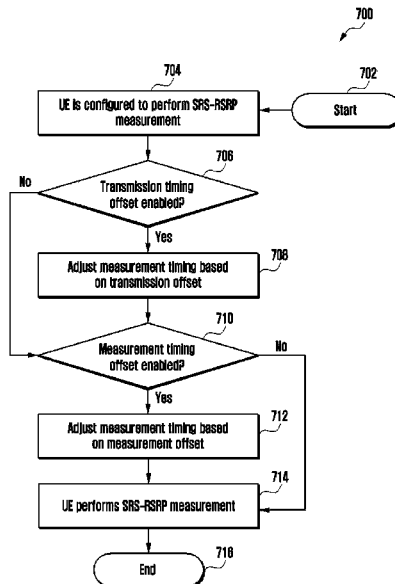 700
702
Start
704
UE is configured to perform SRS-RSRP
measurement
706
No
Transmission timing
offset enabled?
Yes
708
Adjust measurement timing based
on transmission offset
710
Measurement timing
offset enabled?
No
Yes
712
Adjust measurement timing based
on measurement offset
714
UE performs SRS-RSRP measurement
716
End